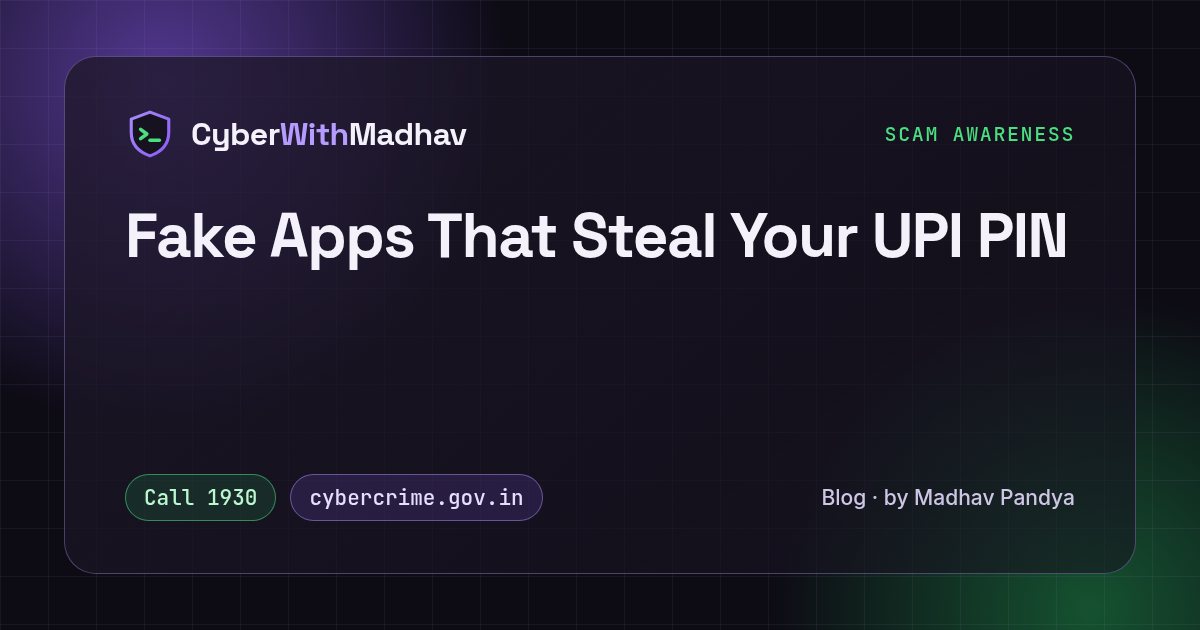 CyberWithMadhav
SCAM AWARENESS
Fake Apps That Steal Your UPI PIN
Call 1930
cybercrime.gov.in
Blog · by Madhav Pandya